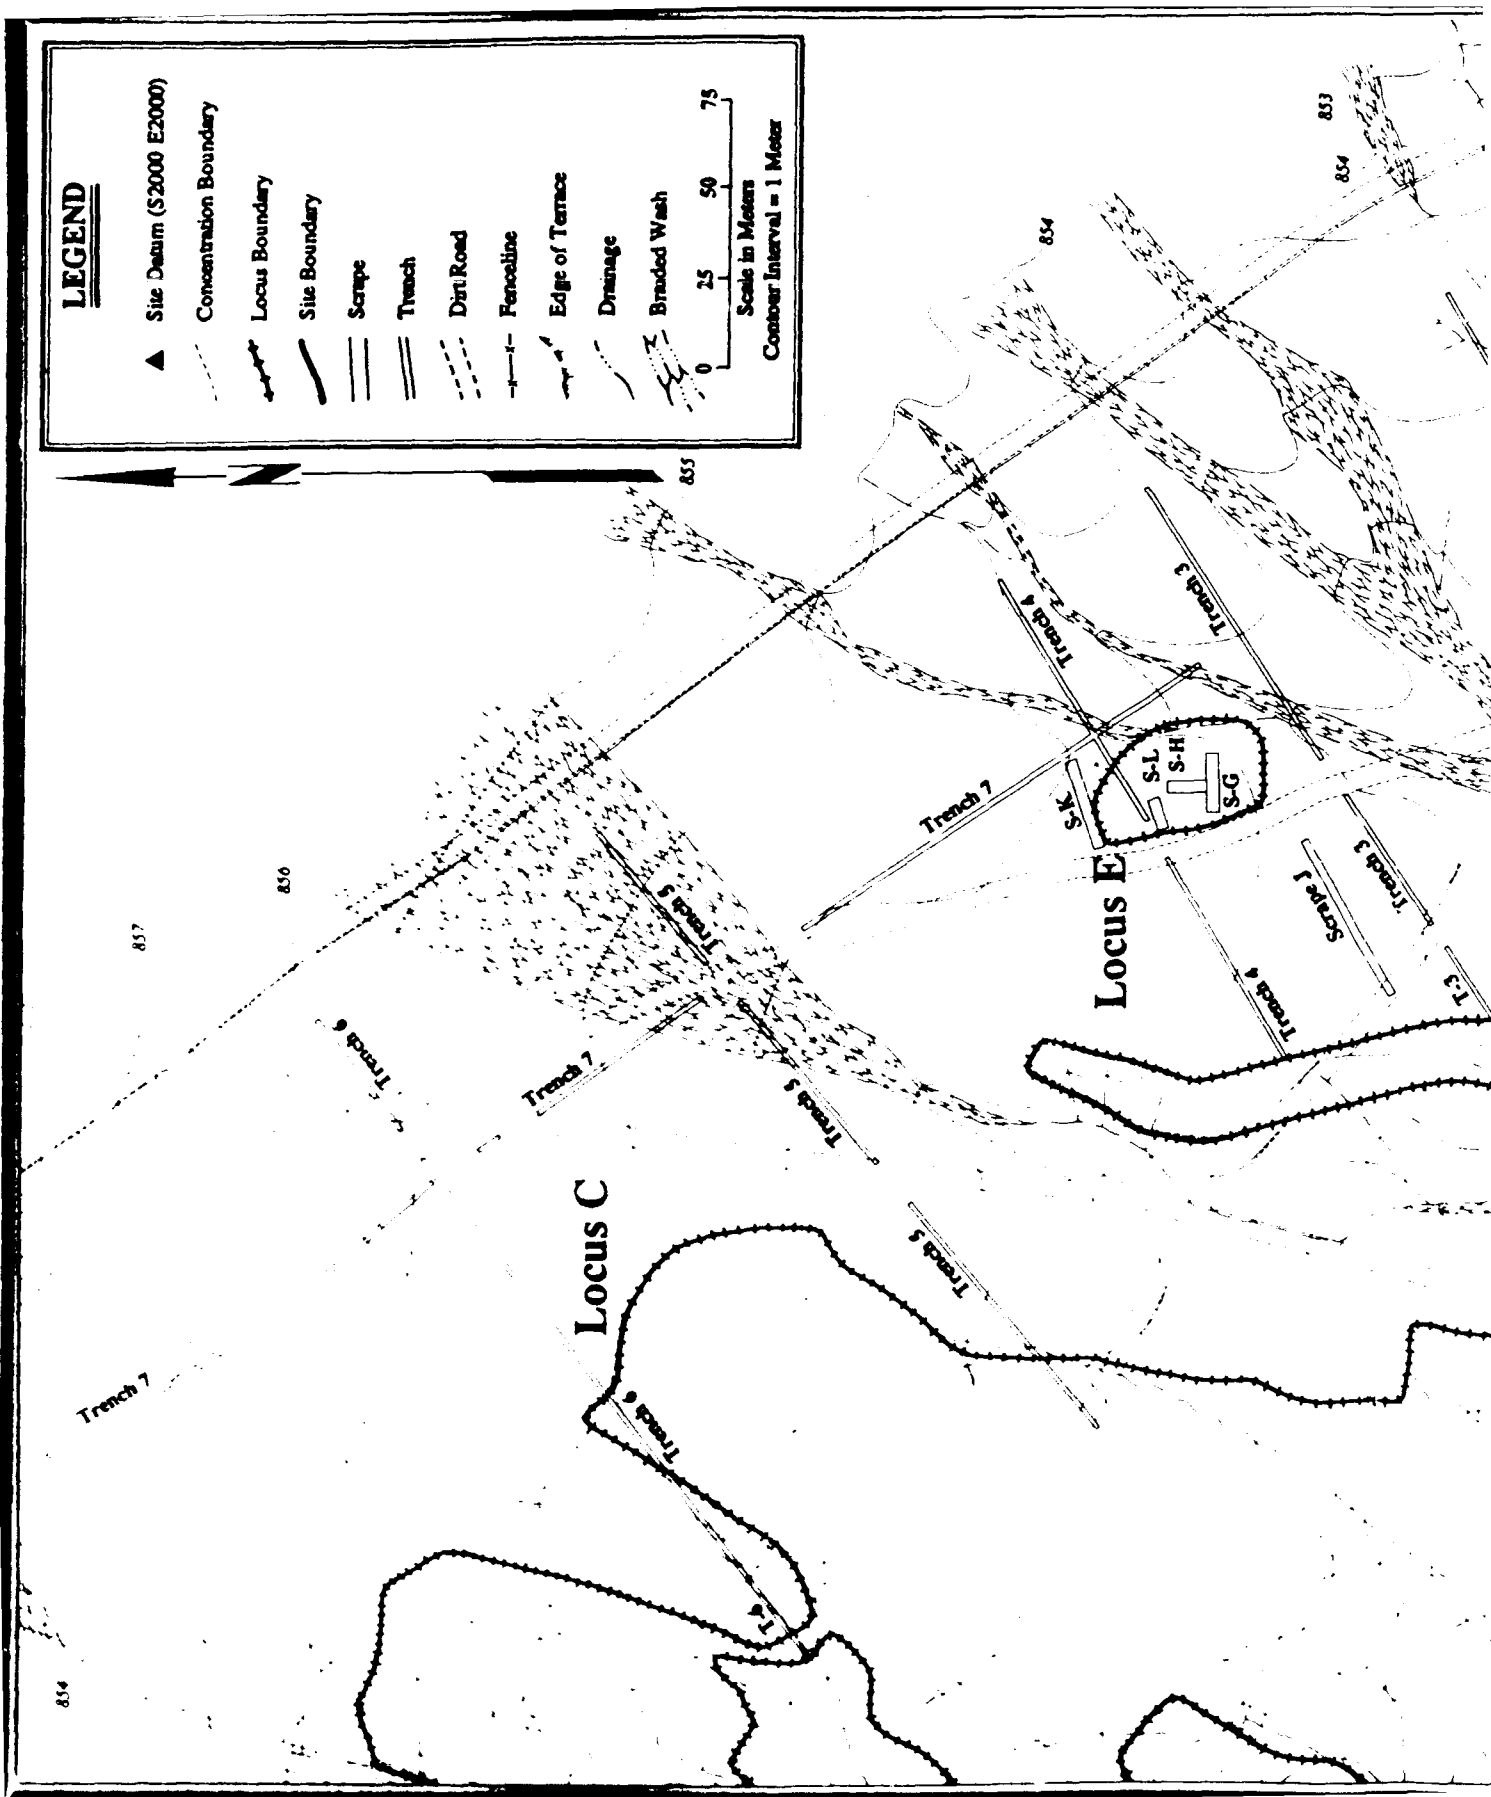 LEGEND
Site Datum (S2000 E2000)
Concentration Boundary
Locus Boundary
Site Boundary
Scrape
Trench
Dirt Road
Fenceline
Edge of Terrace
Drainage
Braided Wash
0 25 50 75
Scale in Meters
Contour Interval = 1 Meter
N
854
Trench 7
857
856
855
854
854
853
Trench 6
Trench 7
Trench 5
Trench 5
Trench 5
Locus C
Trench 6
T-6
Trench 7
Trench 4
Trench 3
S-K
S-L
S-H
S-G
Locus E
Trench 4
Scrape J
Trench 3
T-3